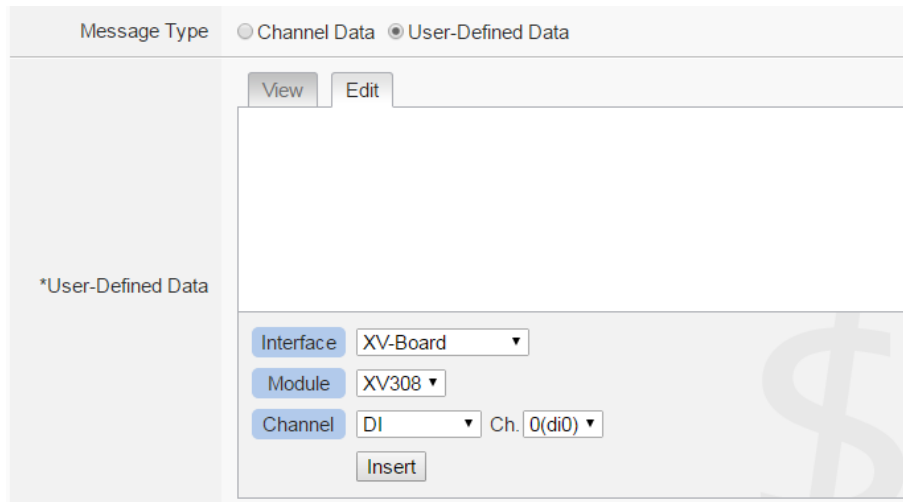 Message Type Channel Data User-Defined Data
View Edit
*User-Defined Data
Interface XV-Board
Module XV308
Channel DI Ch. 0(di0)
Insert
$